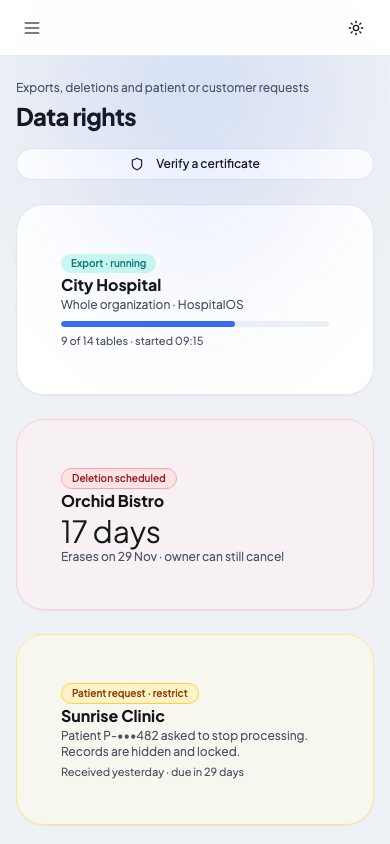 Exports, deletions and patient or customer requests
Data rights
Verify a certificate
Export · running
City Hospital
Whole organization · HospitalOS
9 of 14 tables · started 09:15
Deletion scheduled
Orchid Bistro
17 days
Erases on 29 Nov · owner can still cancel
Patient request · restrict
Sunrise Clinic
Patient P-•••482 asked to stop processing.
Records are hidden and locked.
Received yesterday · due in 29 days